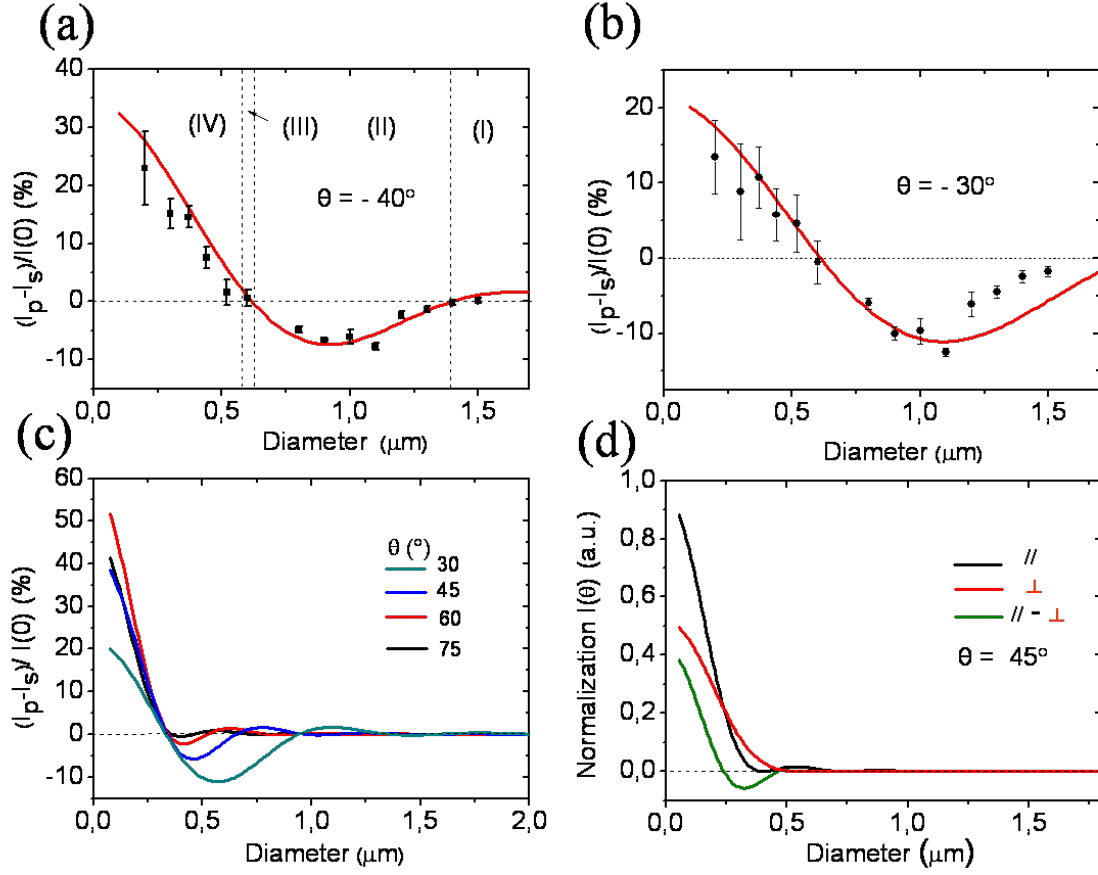 (a)
40
30
20
10
0
-10
(Ip-Is)/I(0) (%)
(IV)
(III)
(II)
(I)
θ = - 40°
0,0
0,5
1,0
1,5
Diameter (μm)
(b)
20
10
0
-10
(Ip-Is)/I(0) (%)
θ = - 30°
0,0
0,5
1,0
1,5
Diameter (μm)
(c)
60
50
40
30
20
10
0
-10
(Ip-Is)/ I(0) (%)
θ (°)
30
45
60
75
0,0
0,5
1,0
1,5
2,0
Diameter (μm)
(d)
1,0
0,8
0,6
0,4
0,2
0,0
Normalization I(θ) (a.u.)
//
⊥
// - ⊥
θ = 45°
0,0
0,5
1,0
1,5
Diameter (μm)